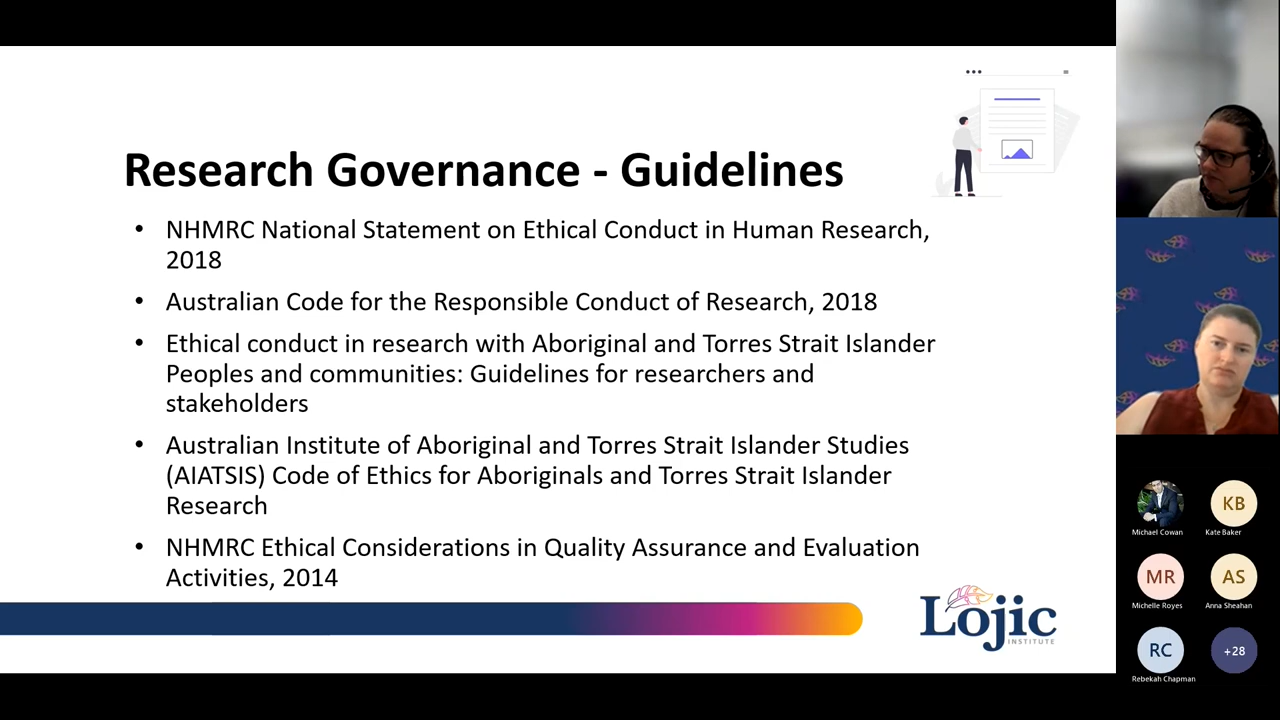 Research Governance - Guidelines
• NHMRC National Statement on Ethical Conduct in Human Research,
2018
• Australian Code for the Responsible Conduct of Research, 2018
• Ethical conduct in research with Aboriginal and Torres Strait Islander
Peoples and communities: Guidelines for researchers and
stakeholders
• Australian Institute of Aboriginal and Torres Strait Islander Studies
(AIATSIS) Code of Ethics for Aboriginals and Torres Strait Islander
Research
• NHMRC Ethical Considerations in Quality Assurance and Evaluation
Activities, 2014
Lojic
INSTITUTE
Michael Cowan
KB
Kate Baker
MR
Michelle Royes
AS
Anna Sheahan
RC
Rebekah Chapman
+28